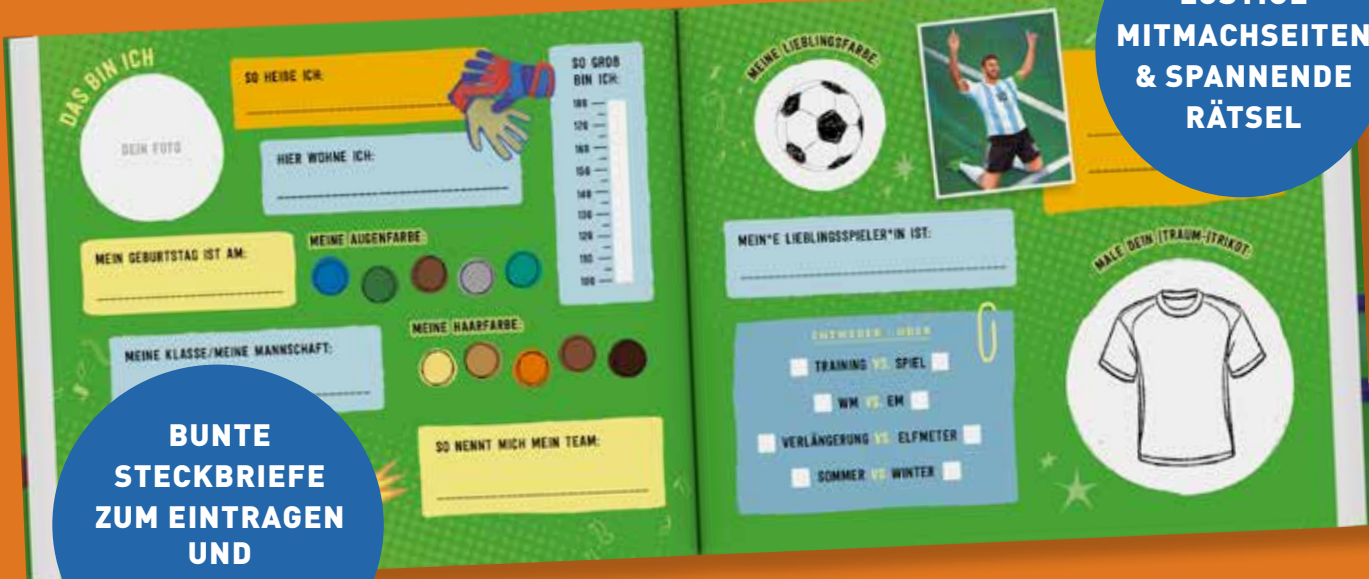 DAS BIN ICH
DEIN FOTO
SO HEIẞE ICH:
HIER WOHNE ICH:
SO GROẞ
BIN ICH:
MEIN GEBURTSTAG IST AM:
MEINE AUGENFARBE:
MEINE KLASSE/MEINE MANNSCHAFT:
MEINE HAARFARBE:
SO NENNT MICH MEIN TEAM:
BUNTE
STECKBRIEFE
ZUM EINTRAGEN
UND
MEINE LIEBLINGSFARBE:
MITMACHSEITEN
& SPANNENDE
RÄTSEL
MEIN*E LIEBLINGSSPIELER*IN IST:
ENTWEDER - ODER
TRAINING VS. SPIEL
WM VS. EM
VERLÄNGERUNG VS. ELFMETER
SOMMER VS. WINTER
MALE DEIN (TRAUM-)TRIKOT: